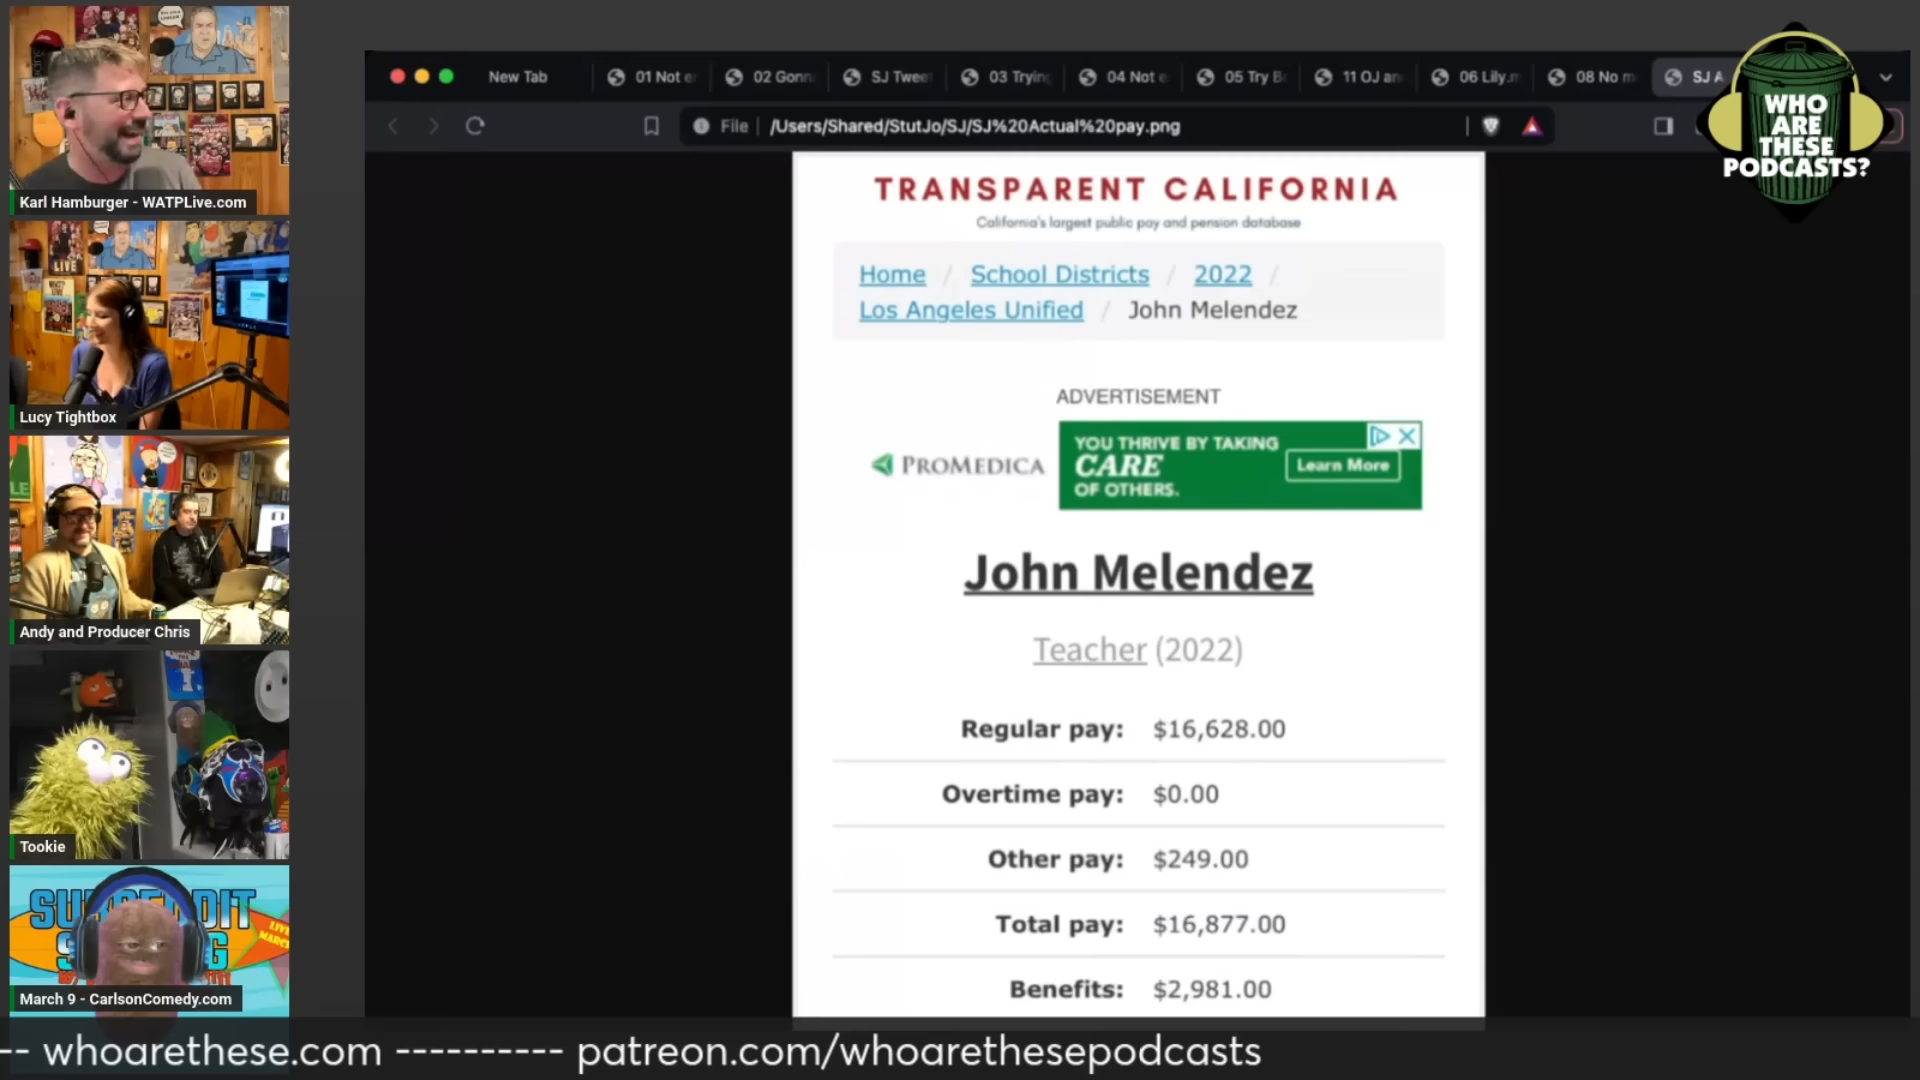 New Tab
01 Not
02 Gonn
SJ Twee
03 Tryin
04 Not
05 Try B
11 OJ an
06 Lily.m
08 No m
SJ A
File
/Users/Shared/StutJo/SJ/SJ%20Actual%20pay.png
WHO
ARE
THESE
PODCASTS?
TRANSPARENT CALIFORNIA
California's largest public pay and pension database
Home / School Districts / 2022 /
Los Angeles Unified / John Melendez
ADVERTISEMENT
PROMEDICA
YOU THRIVE BY TAKING
CARE
OF OTHERS.
Learn More
John Melendez
Teacher (2022)
Regular pay: $16,628.00
Overtime pay: $0.00
Other pay: $249.00
Total pay: $16,877.00
Benefits: $2,981.00
Karl Hamburger - WATPLive.com
LIVE
Lucy Tightbox
Andy and Producer Chris
Tookie
March 9 - CarlsonComedy.com
-- whoarethese.com ---------- patreon.com/whoarethesepodcasts